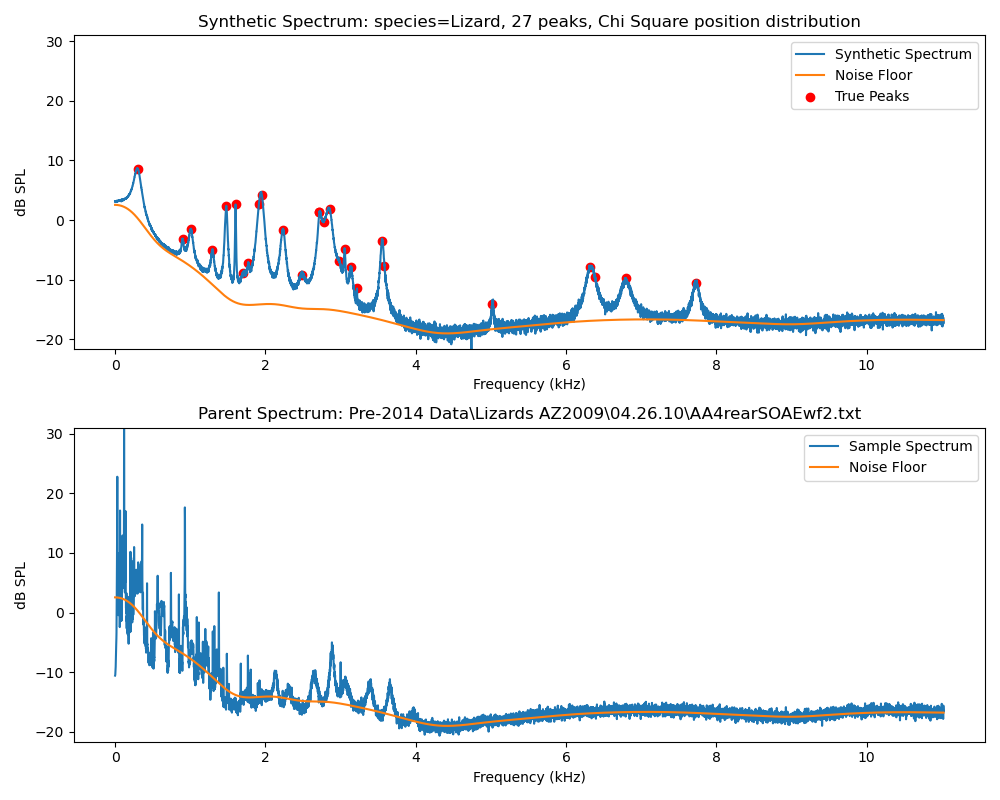 Synthetic Spectrum: species=Lizard, 27 peaks, Chi Square position distribution
30
20
10
0
−10
−20
dB SPL
Synthetic Spectrum
Noise Floor
True Peaks
0 2 4 6 8 10
Frequency (kHz)
Parent Spectrum: Pre-2014 Data\Lizards AZ2009\04.26.10\AA4rearSOAEwf2.txt
30
20
10
0
−10
−20
dB SPL
Sample Spectrum
Noise Floor
0 2 4 6 8 10
Frequency (kHz)